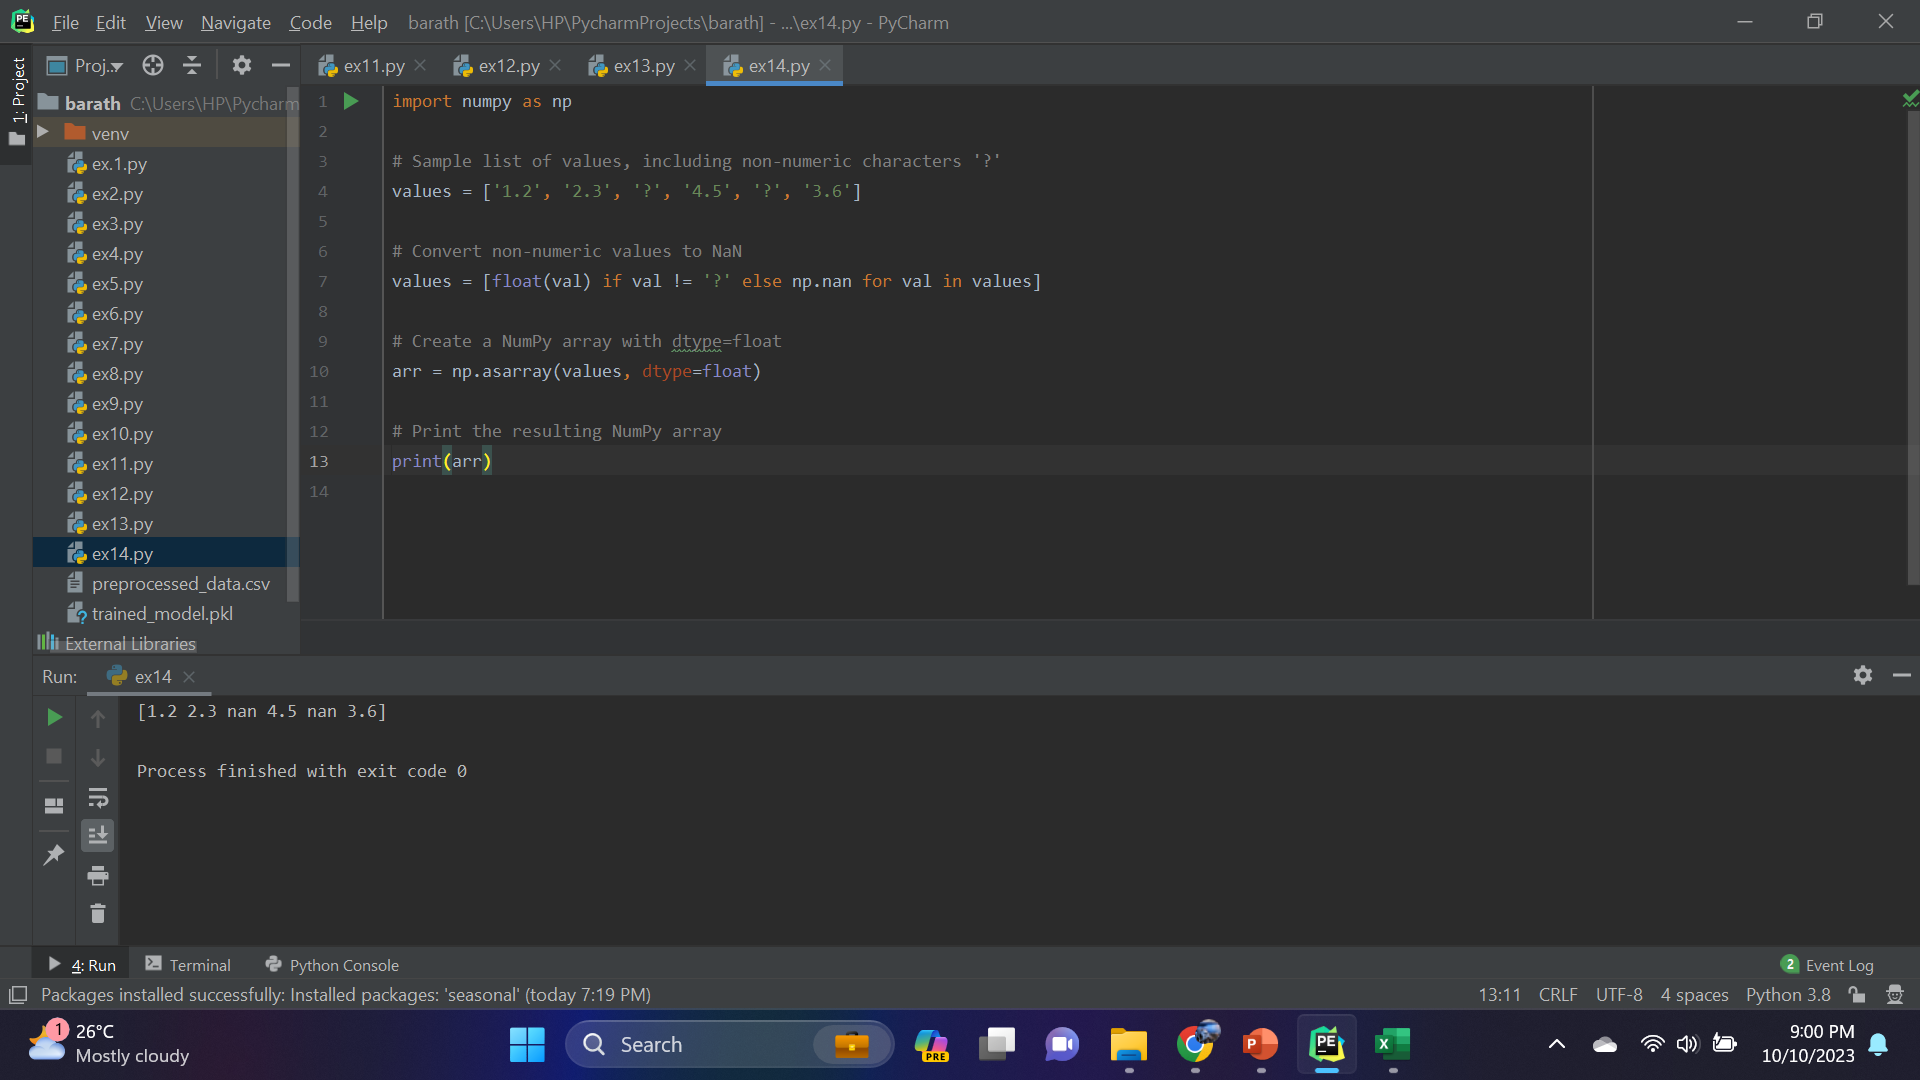 PE File Edit View Navigate Code Help barath [C:\Users\HP\PycharmProjects\barath] - ...\ex14.py - PyCharm
1: Project
Proj..
ex11.py ex12.py ex13.py ex14.py
barath C:\Users\HP\Pycharm
venv
ex.1.py
ex2.py
ex3.py
ex4.py
ex5.py
ex6.py
ex7.py
ex8.py
ex9.py
ex10.py
ex11.py
ex12.py
ex13.py
ex14.py
preprocessed_data.csv
trained_model.pkl
External Libraries
1 import numpy as np
2
3 # Sample list of values, including non-numeric characters '?'
4 values = ['1.2', '2.3', '?', '4.5', '?', '3.6']
5
6 # Convert non-numeric values to NaN
7 values = [float(val) if val != '?' else np.nan for val in values]
8
9 # Create a NumPy array with dtype=float
10 arr = np.asarray(values, dtype=float)
11
12 # Print the resulting NumPy array
13 print(arr)
14
Run: ex14
[1.2 2.3 nan 4.5 nan 3.6]
Process finished with exit code 0
4: Run Terminal Python Console 2 Event Log
Packages installed successfully: Installed packages: 'seasonal' (today 7:19 PM) 13:11 CRLF UTF-8 4 spaces Python 3.8
1 26°C
Mostly cloudy
Search
PRE
P
PE
X
9:00 PM
10/10/2023